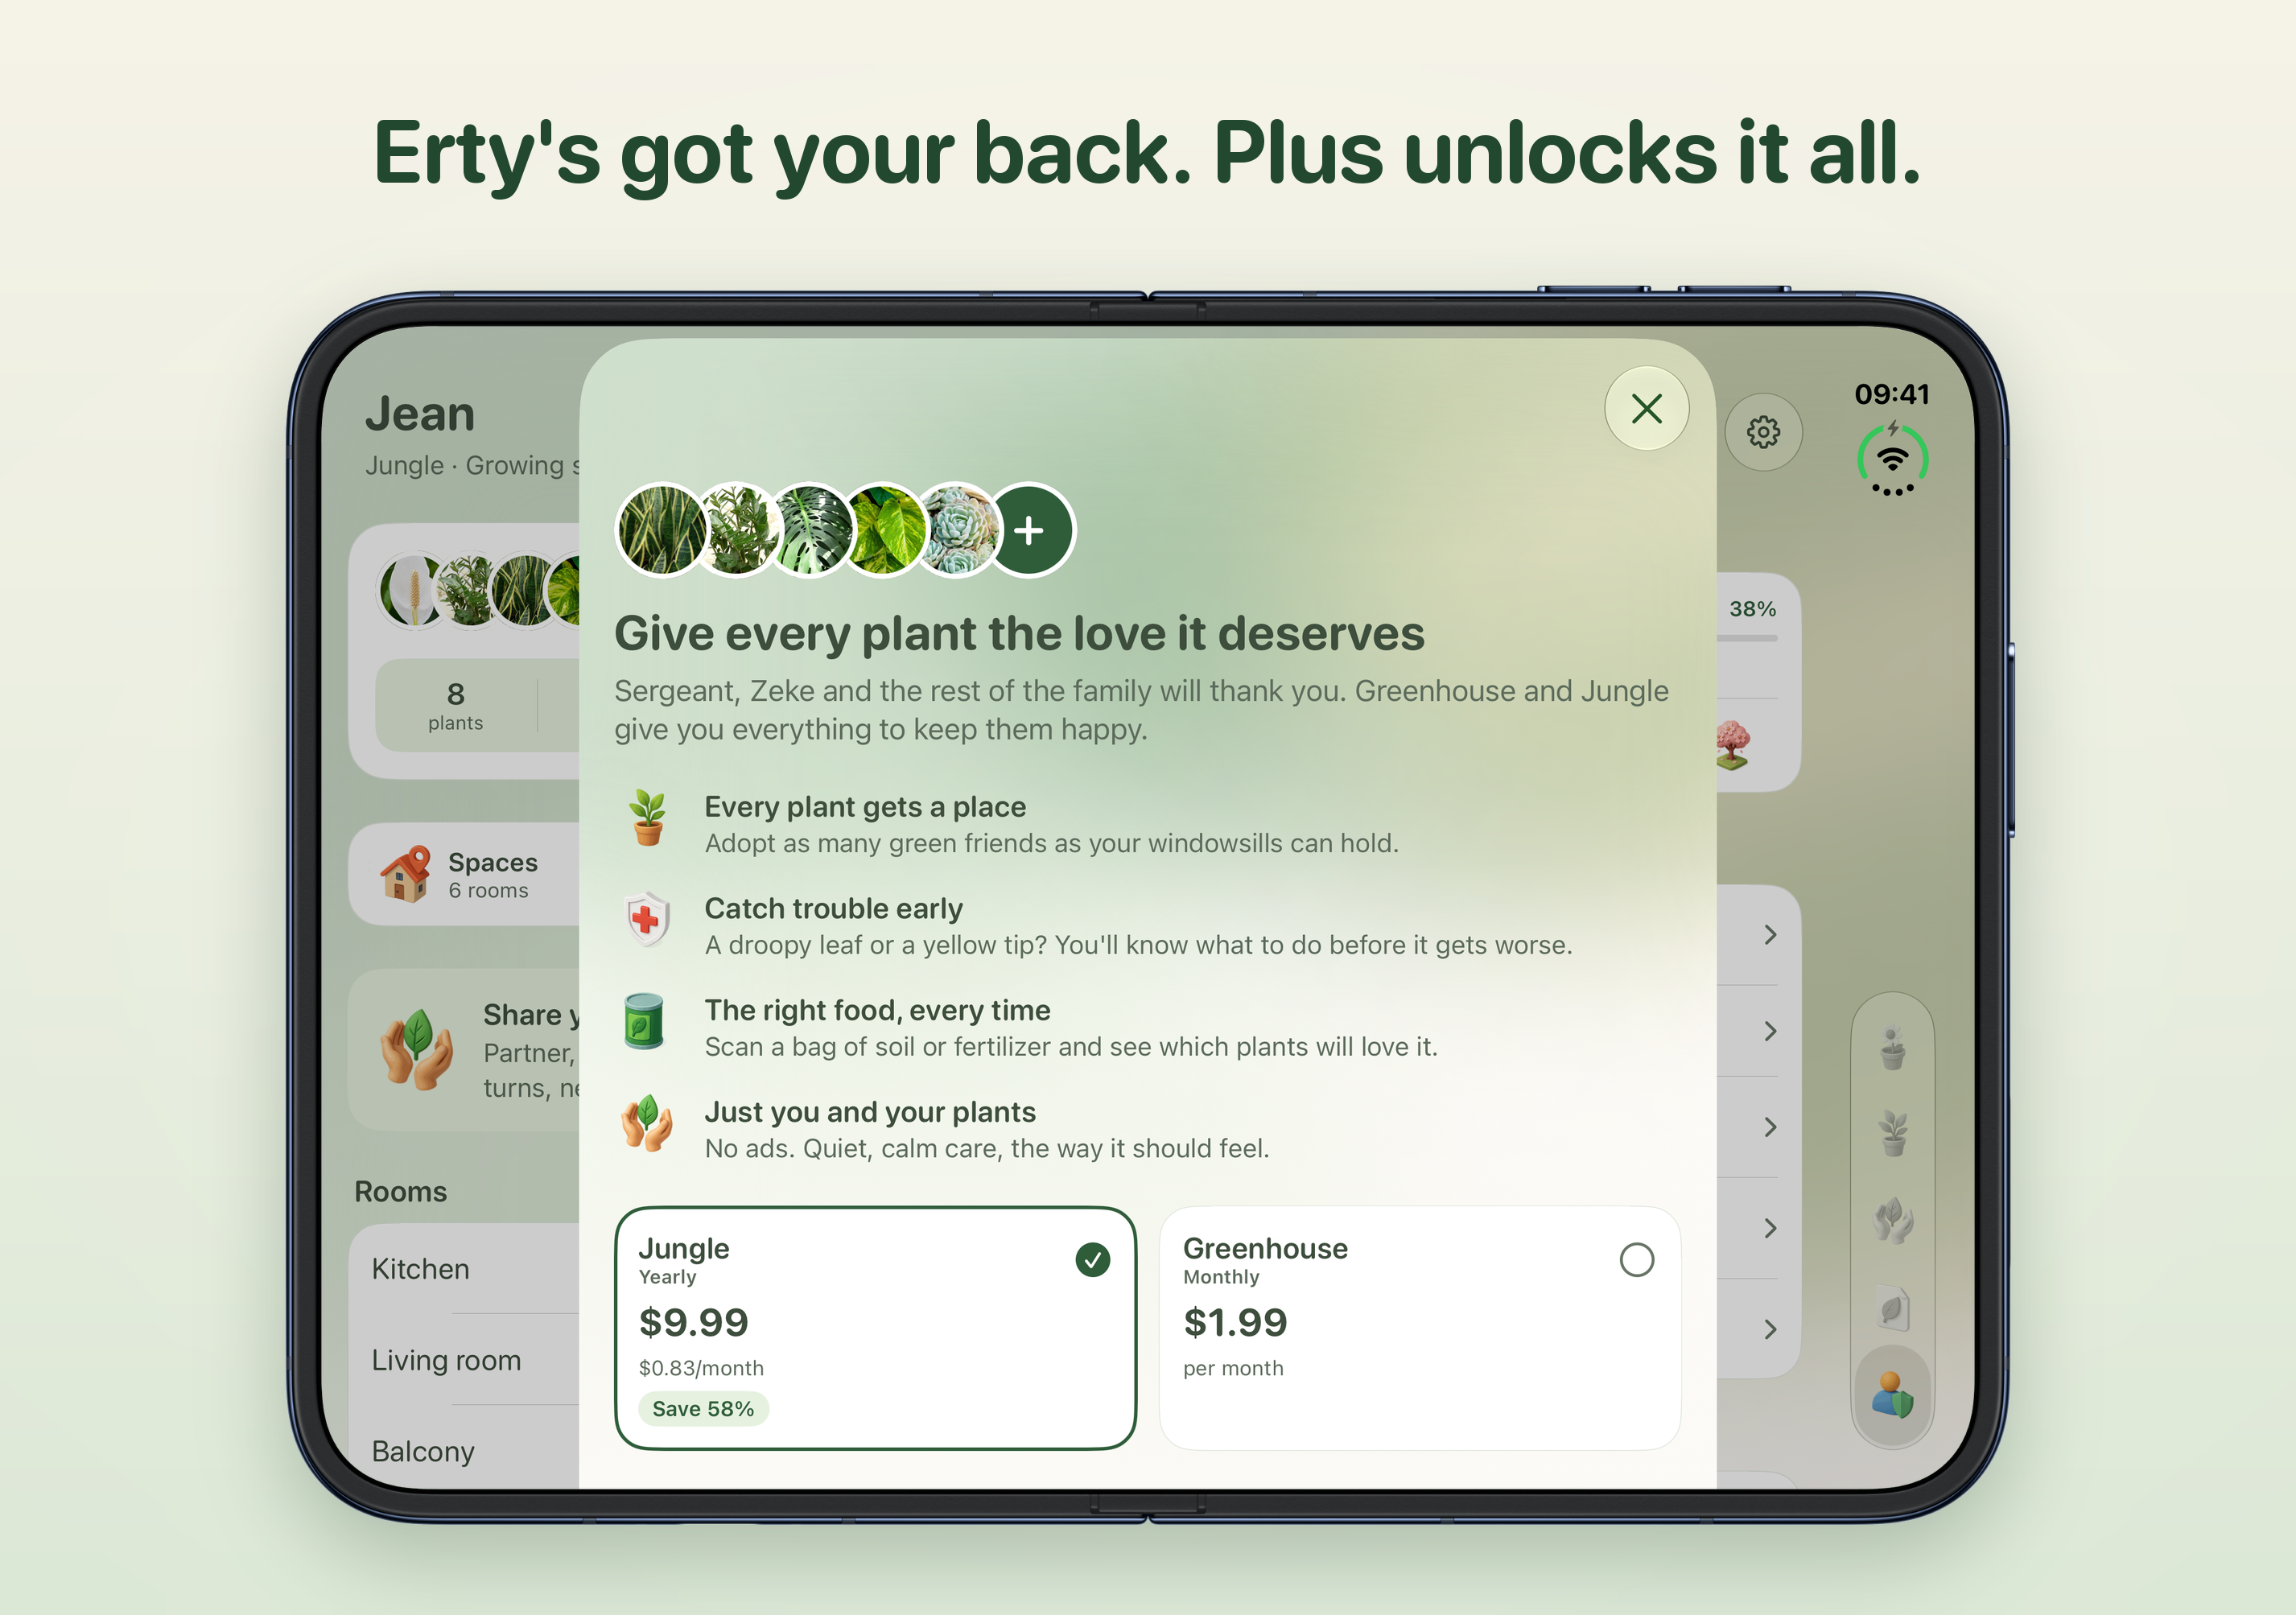 Erty's got your back. Plus unlocks it all.
Jean
Jungle · Growing
09:41
8
plants
38%
Spaces
6 rooms
Share
Partner,
turns,
Rooms
Kitchen
Living room
Balcony
Give every plant the love it deserves
Sergeant, Zeke and the rest of the family will thank you. Greenhouse and Jungle
give you everything to keep them happy.
Every plant gets a place
Adopt as many green friends as your windowsills can hold.
Catch trouble early
A droopy leaf or a yellow tip? You'll know what to do before it gets worse.
The right food, every time
Scan a bag of soil or fertilizer and see which plants will love it.
Just you and your plants
No ads. Quiet, calm care, the way it should feel.
Jungle
Yearly
$9.99
$0.83/month
Save 58%
Greenhouse
Monthly
$1.99
per month